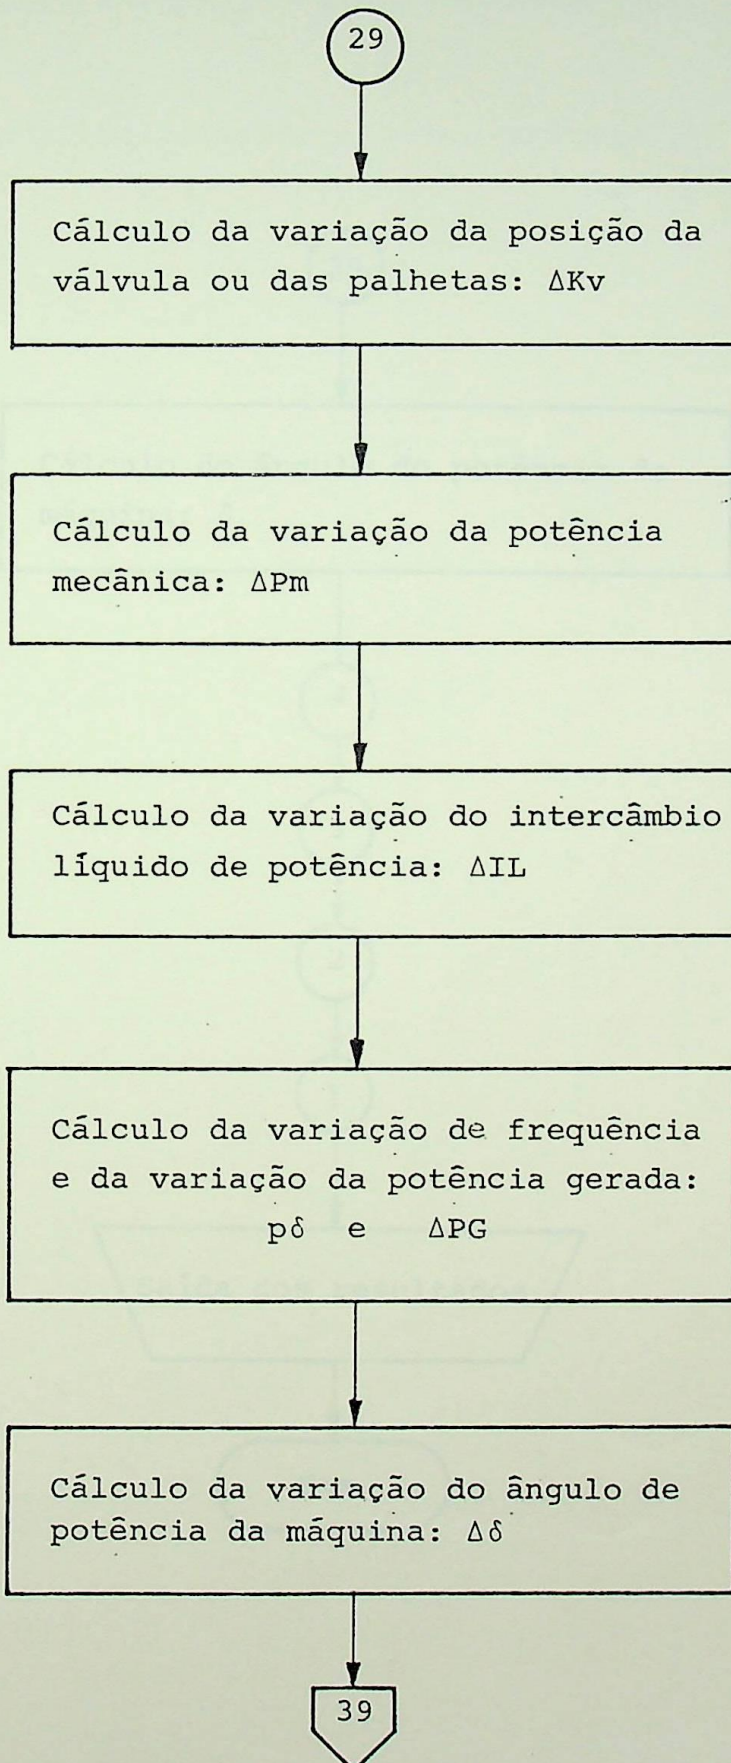 29
Cálculo da variação da posição da
válvula ou das palhetas: ΔKv
Cálculo da variação da potência
mecânica: ΔPm
Cálculo da variação do intercâmbio
líquido de potência: ΔIL
Cálculo da variação de frequência
e da variação da potência gerada:
pδ e ΔPG
Cálculo da variação do ângulo de
potência da máquina: Δδ
39